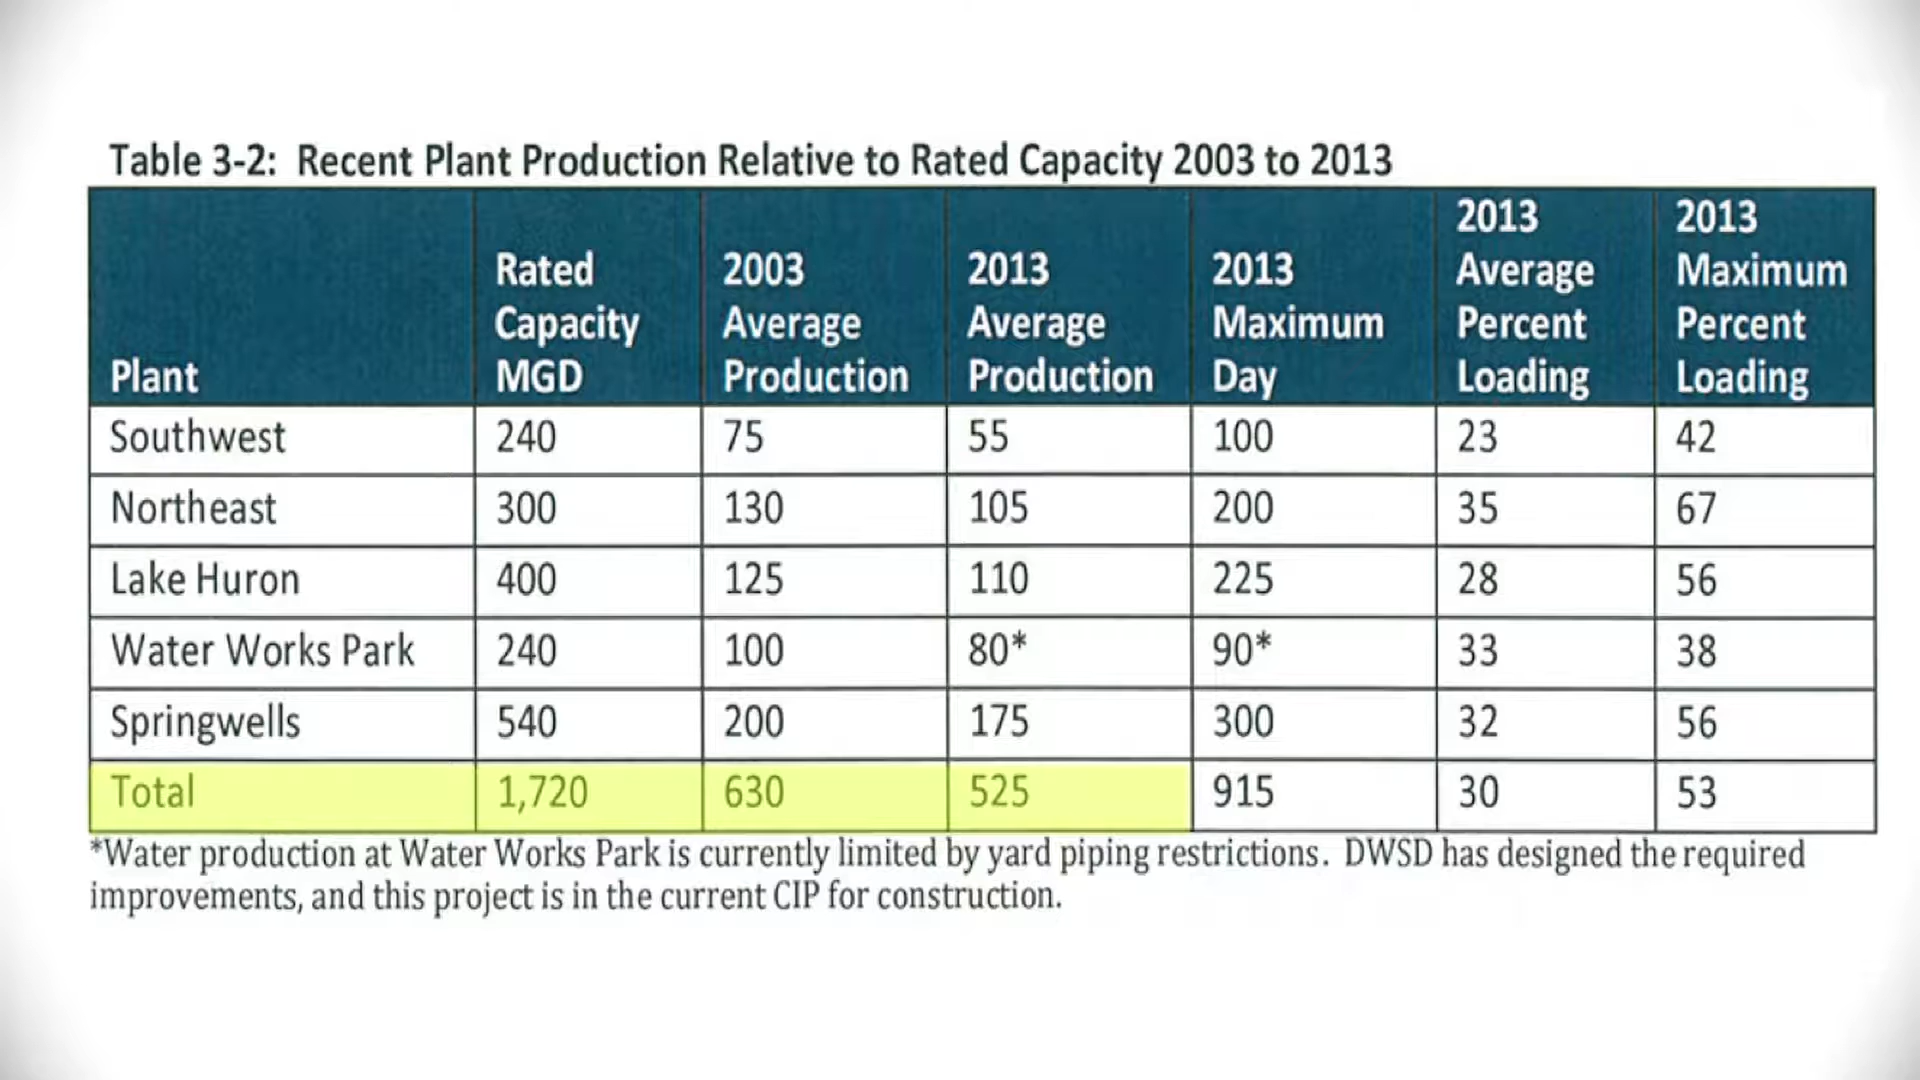 Table 3-2: Recent Plant Production Relative to Rated Capacity 2003 to 2013
Plant | Rated Capacity MGD | 2003 Average Production | 2013 Average Production | 2013 Maximum Day | 2013 Average Percent Loading | 2013 Maximum Percent Loading
Southwest | 240 | 75 | 55 | 100 | 23 | 42
Northeast | 300 | 130 | 105 | 200 | 35 | 67
Lake Huron | 400 | 125 | 110 | 225 | 28 | 56
Water Works Park | 240 | 100 | 80* | 90* | 33 | 38
Springwells | 540 | 200 | 175 | 300 | 32 | 56
Total | 1,720 | 630 | 525 | 915 | 30 | 53
*Water production at Water Works Park is currently limited by yard piping restrictions. DWSD has designed the required
improvements, and this project is in the current CIP for construction.